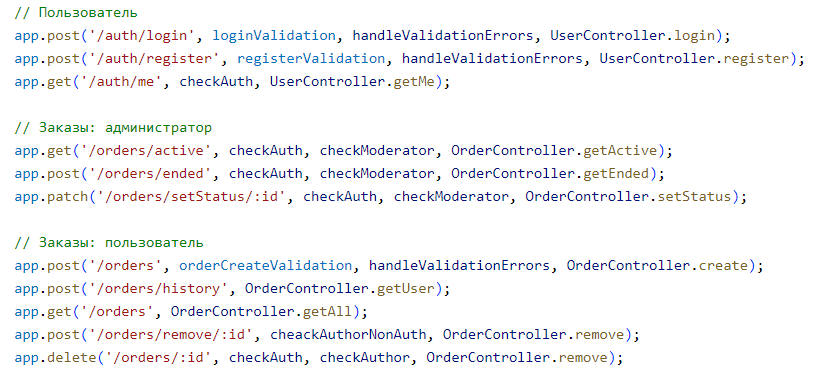 // Пользователь
app.post('/auth/login', loginValidation, handleValidationErrors, UserController.login);
app.post('/auth/register', registerValidation, handleValidationErrors, UserController.register);
app.get('/auth/me', checkAuth, UserController.getMe);
// Заказы: администратор
app.get('/orders/active', checkAuth, checkModerator, OrderController.getActive);
app.post('/orders/ended', checkAuth, checkModerator, OrderController.getEnded);
app.patch('/orders/setStatus/:id', checkAuth, checkModerator, OrderController.setStatus);
// Заказы: пользователь
app.post('/orders', orderCreateValidation, handleValidationErrors, OrderController.create);
app.post('/orders/history', OrderController.getUser);
app.get('/orders', OrderController.getAll);
app.post('/orders/remove/:id', cheackAuthorNonAuth, OrderController.remove);
app.delete('/orders/:id', checkAuth, checkAuthor, OrderController.remove);